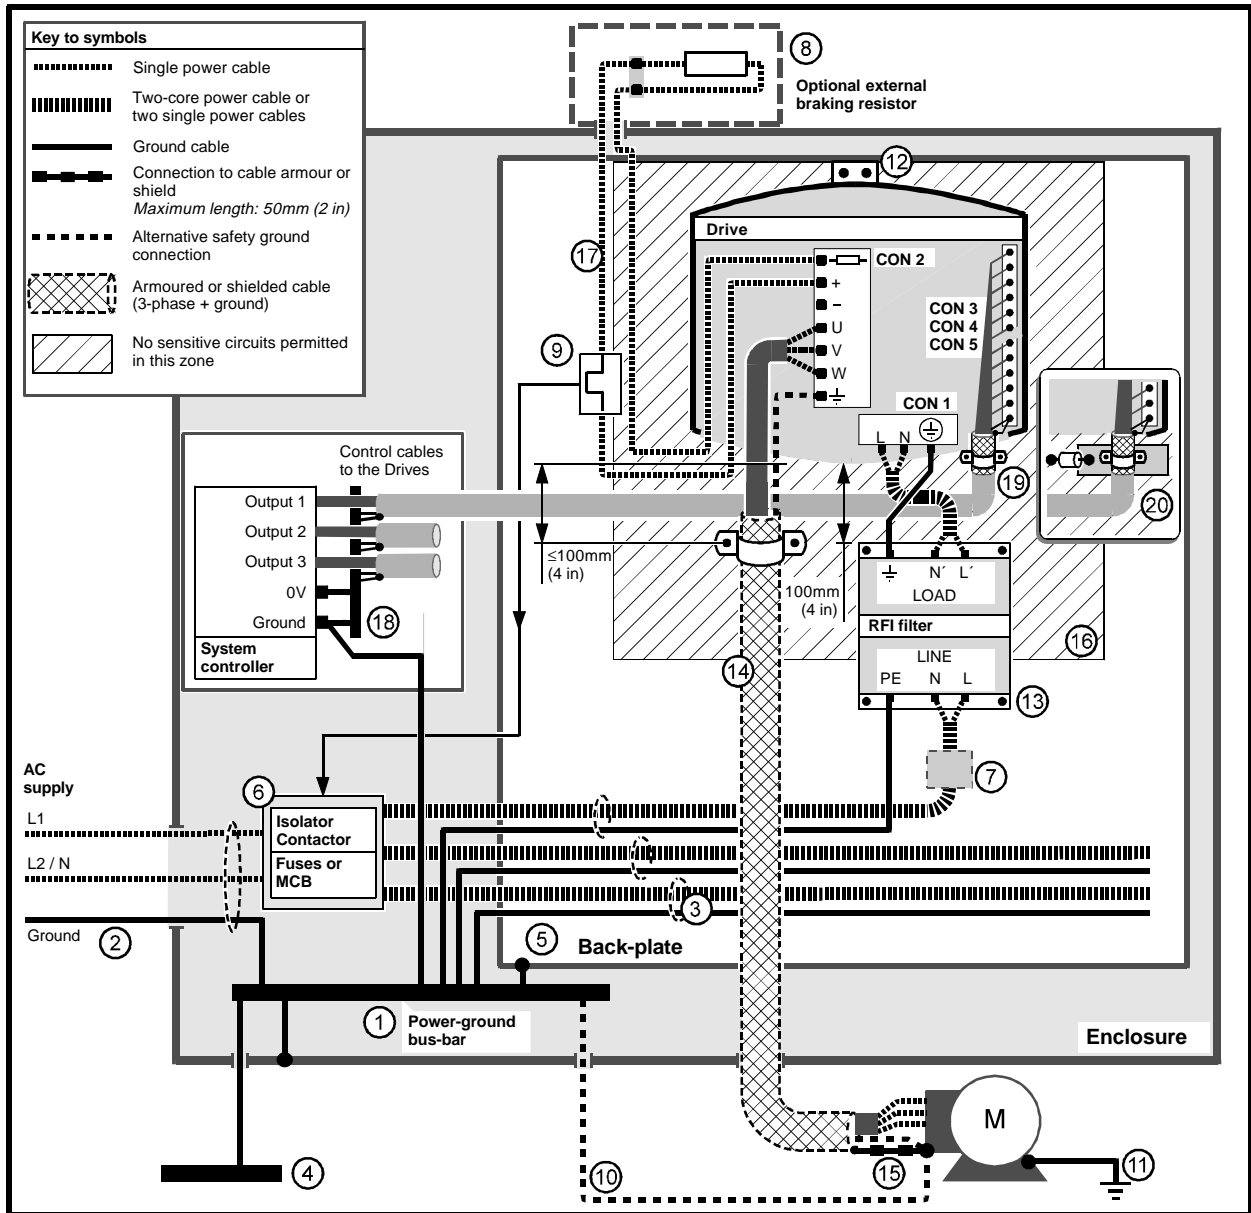 Key to symbols
Single power cable
Two-core power cable or
two single power cables
Ground cable
Connection to cable armour or
shield
Maximum length: 50mm (2 in)
Alternative safety ground
connection
Armoured or shielded cable
(3-phase + ground)
No sensitive circuits permitted
in this zone
8
Optional external
braking resistor
12
Drive
17
CON 2
+
–
U
V
W
CON 3
CON 4
CON 5
9
CON 1
L N
Control cables
to the Drives
Output 1
Output 2
Output 3
0V
Ground
System
controller
18
19
20
≤100mm
(4 in)
100mm
(4 in)
N´ L´
LOAD
RFI filter
LINE
PE N L
16
14
13
7
AC
supply
L1
L2 / N
Ground
2
6
Isolator
Contactor
Fuses or
MCB
3
5
Back-plate
1
Power-ground
bus-bar
Enclosure
M
4
10
15
11